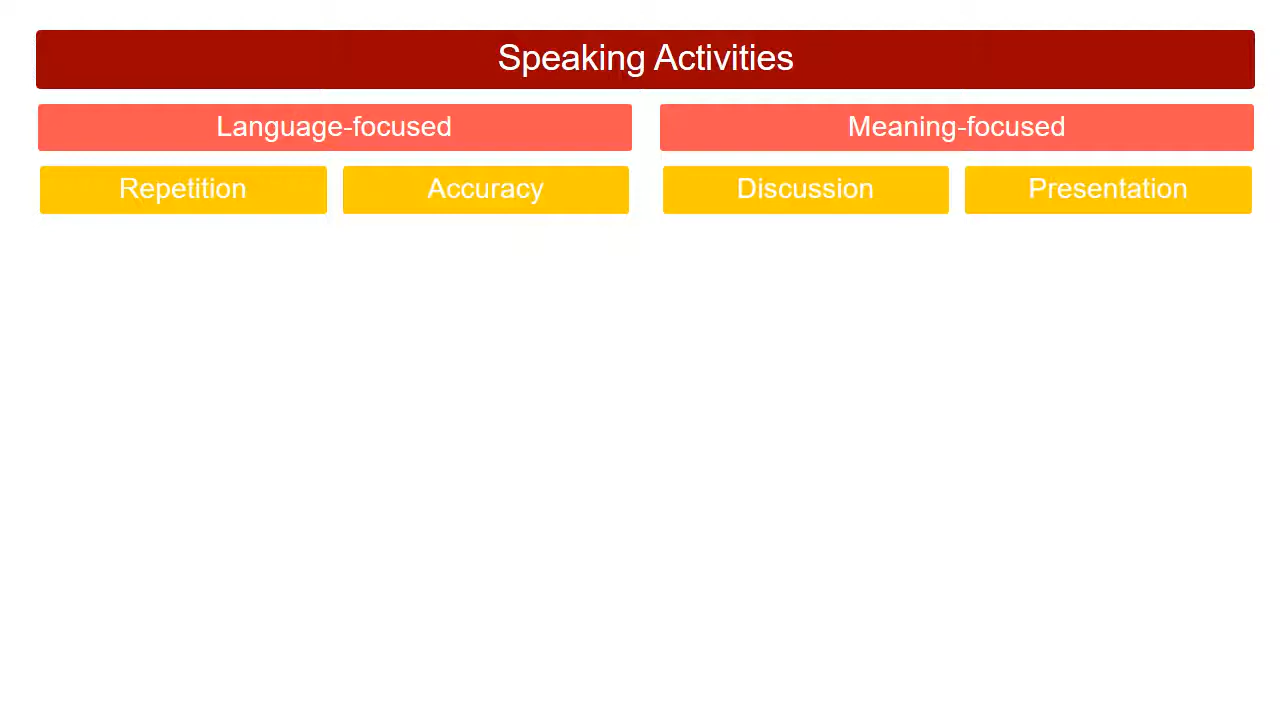 Speaking Activities
Language-focused
Meaning-focused
Repetition
Accuracy
Discussion
Presentation